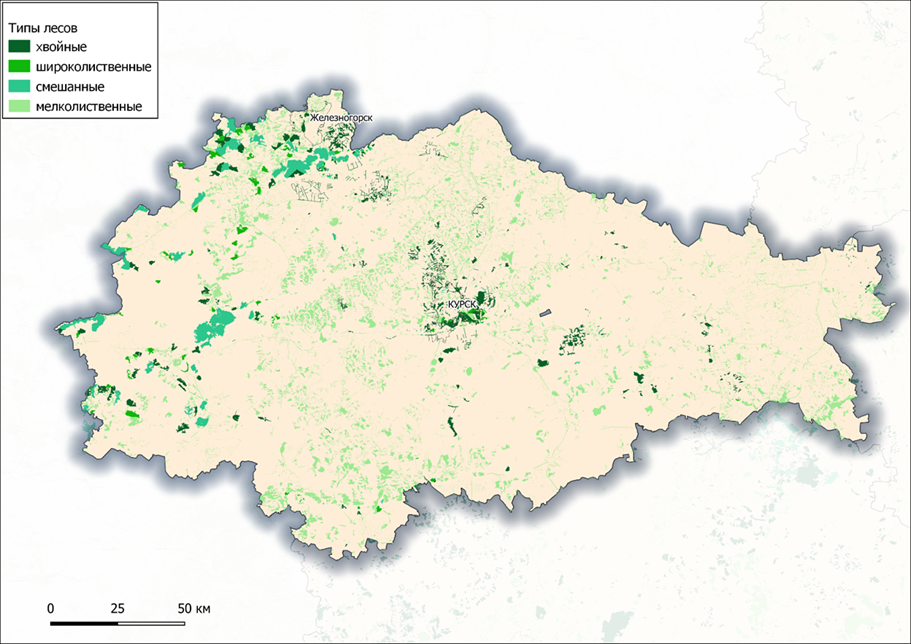 Типы лесов
хвойные
широколиственные
смешанные
мелколиственные
Железногорск
КУРСК
0 25 50 км